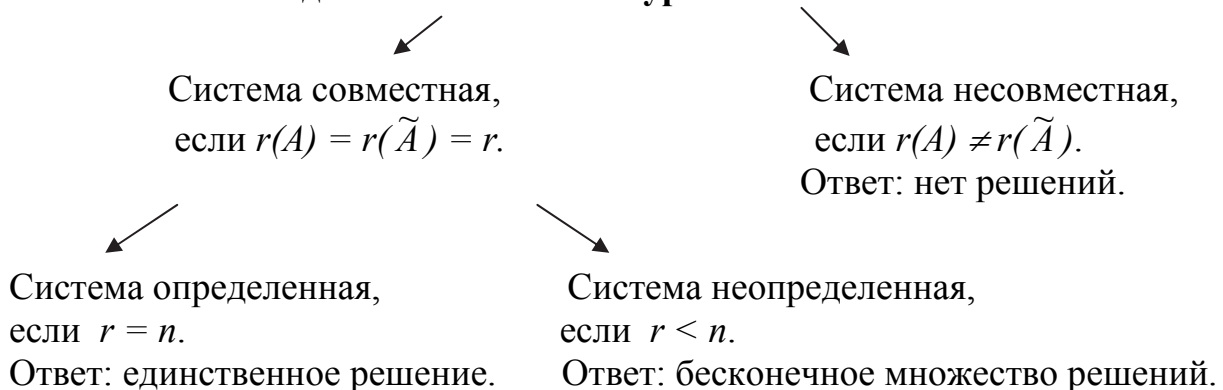 Система совместная,
если r(A) = r(Ã) = r.
Система несовместная,
если r(A) ≠ r(Ã).
Ответ: нет решений.
Система определенная,
если r = n.
Ответ: единственное решение.
Система неопределенная,
если r < n.
Ответ: бесконечное множество решений.